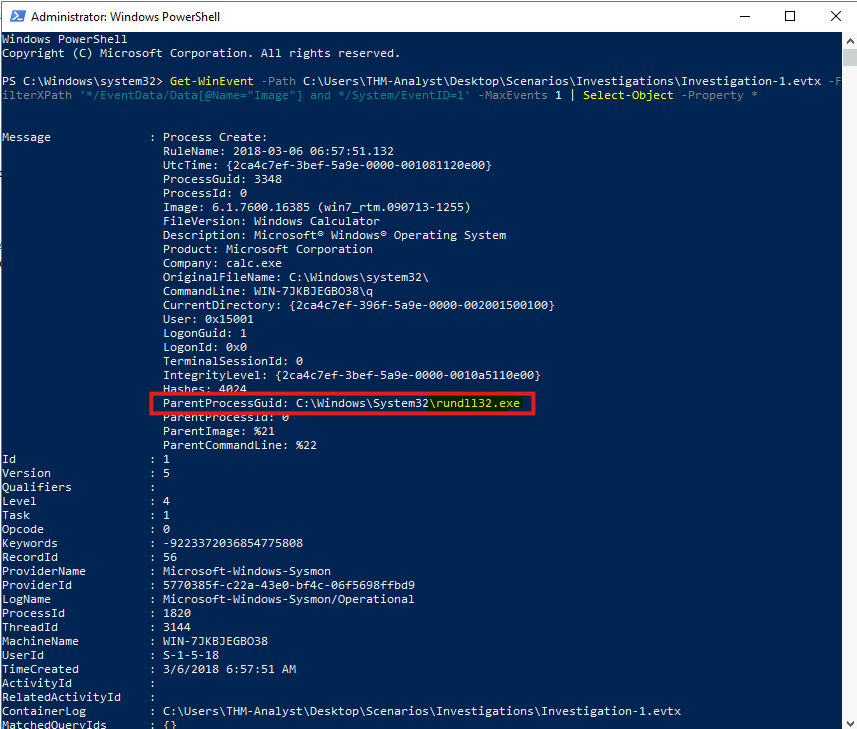 Administrator: Windows PowerShell
Windows PowerShell
Copyright (C) Microsoft Corporation. All rights reserved.
PS C:\Windows\system32> Get-WinEvent -Path C:\Users\THM-Analyst\Desktop\Scenarios\Investigations\Investigation-1.evtx -F
ilterXPath '*/EventData/Data[@Name="Image"] and */System/EventID=1' -MaxEvents 1 | Select-Object -Property *
Message : Process Create:
RuleName: 2018-03-06 06:57:51.132
UtcTime: {2ca4c7ef-3bef-5a9e-0000-001081120e00}
ProcessGuid: 3348
ProcessId: 0
Image: 6.1.7600.16385 (win7_rtm.090713-1255)
FileVersion: Windows Calculator
Description: Microsoft® Windows® Operating System
Product: Microsoft Corporation
Company: calc.exe
OriginalFileName: C:\Windows\system32\
CommandLine: WIN-7JKBJEGBO38\q
CurrentDirectory: {2ca4c7ef-396f-5a9e-0000-002001500100}
User: 0x15001
LogonGuid: 1
LogonId: 0x0
TerminalSessionId: 0
IntegrityLevel: {2ca4c7ef-3bef-5a9e-0000-0010a5110e00}
Hashes: 4024
ParentProcessGuid: C:\Windows\System32\rundll32.exe
ParentProcessId: 0
ParentImage: %21
ParentCommandLine: %22
Id : 1
Version : 5
Qualifiers :
Level : 4
Task : 1
Opcode : 0
Keywords : -9223372036854775808
RecordId : 56
ProviderName : Microsoft-Windows-Sysmon
ProviderId : 5770385f-c22a-43e0-bf4c-06f5698ffbd9
LogName : Microsoft-Windows-Sysmon/Operational
ProcessId : 1820
ThreadId : 3144
MachineName : WIN-7JKBJEGBO38
UserId : S-1-5-18
TimeCreated : 3/6/2018 6:57:51 AM
ActivityId :
RelatedActivityId :
ContainerLog : C:\Users\THM-Analyst\Desktop\Scenarios\Investigations\Investigation-1.evtx
MatchedQueryIds : {}